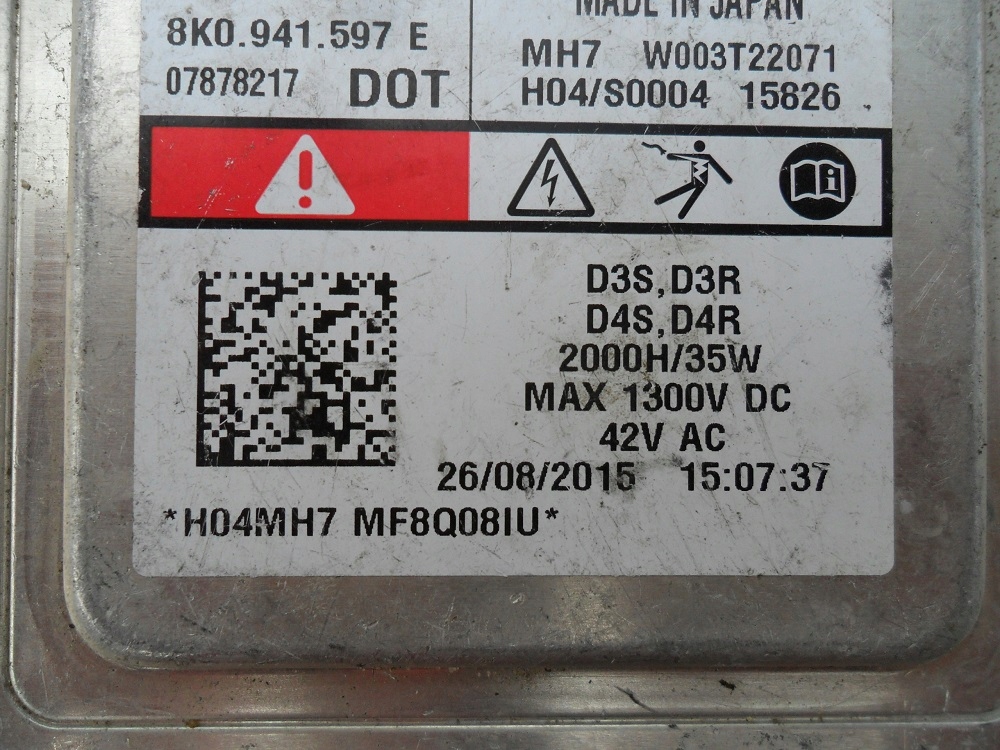 MADE IN JAPAN
8K0.941.597 E
07878217 DOT
MH7 W003T22071
H04/S0004 15826
D3S,D3R
D4S,D4R
2000H/35W
MAX 1300V DC
42V AC
26/08/2015 15:07:37
*H04MH7 MF8Q08IU*